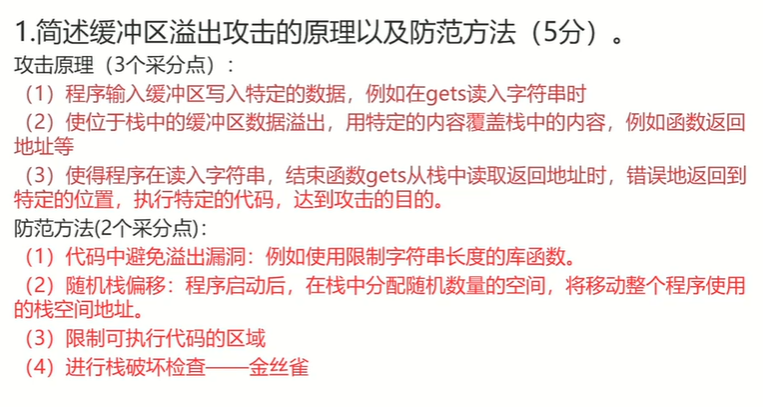 1.简述缓冲区溢出攻击的原理以及防范方法（5分）。
攻击原理（3个采分点）：
（1）程序输入缓冲区写入特定的数据，例如在gets读入字符串时
（2）使位于栈中的缓冲区数据溢出，用特定的内容覆盖栈中的内容，例如函数返回
地址等
（3）使得程序在读入字符串，结束函数gets从栈中读取返回地址时，错误地返回到
特定的位置，执行特定的代码，达到攻击的目的。
防范方法(2个采分点)：
（1）代码中避免溢出漏洞：例如使用限制字符串长度的库函数。
（2）随机栈偏移：程序启动后，在栈中分配随机数量的空间，将移动整个程序使用
的栈空间地址。
（3）限制可执行代码的区域
（4）进行栈破坏检查——金丝雀